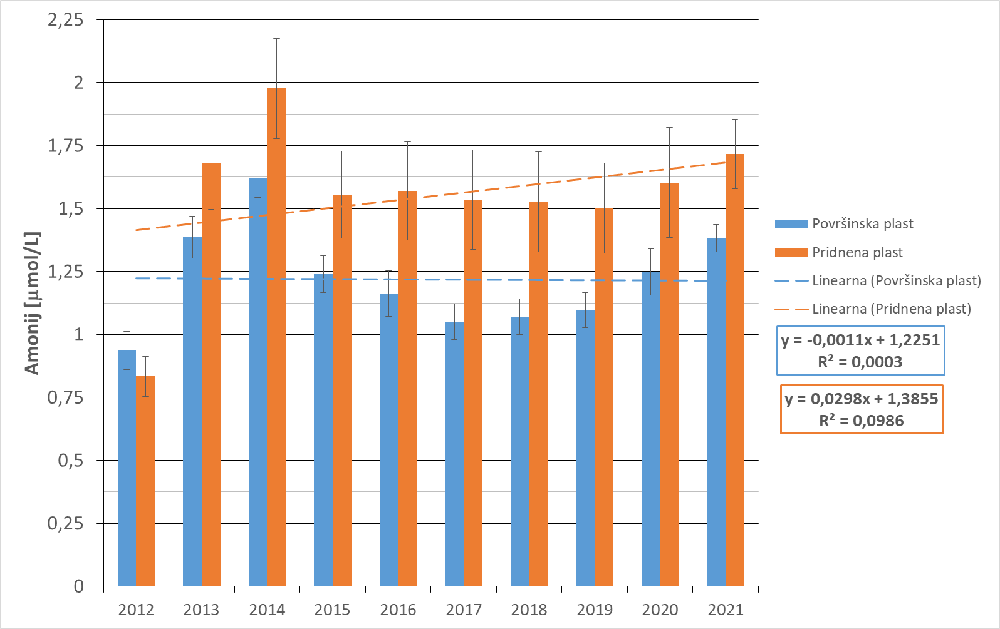 2,25
2
1,75
1,5
1,25
1
0,75
0,5
0,25
0
Amonij [µmol/L]
2012 2013 2014 2015 2016 2017 2018 2019 2020 2021
Površinska plast
Pridnena plast
Linearna (Površinska plast)
Linearna (Pridnena plast)
y = -0,0011x + 1,2251
R² = 0,0003
y = 0,0298x + 1,3855
R² = 0,0986